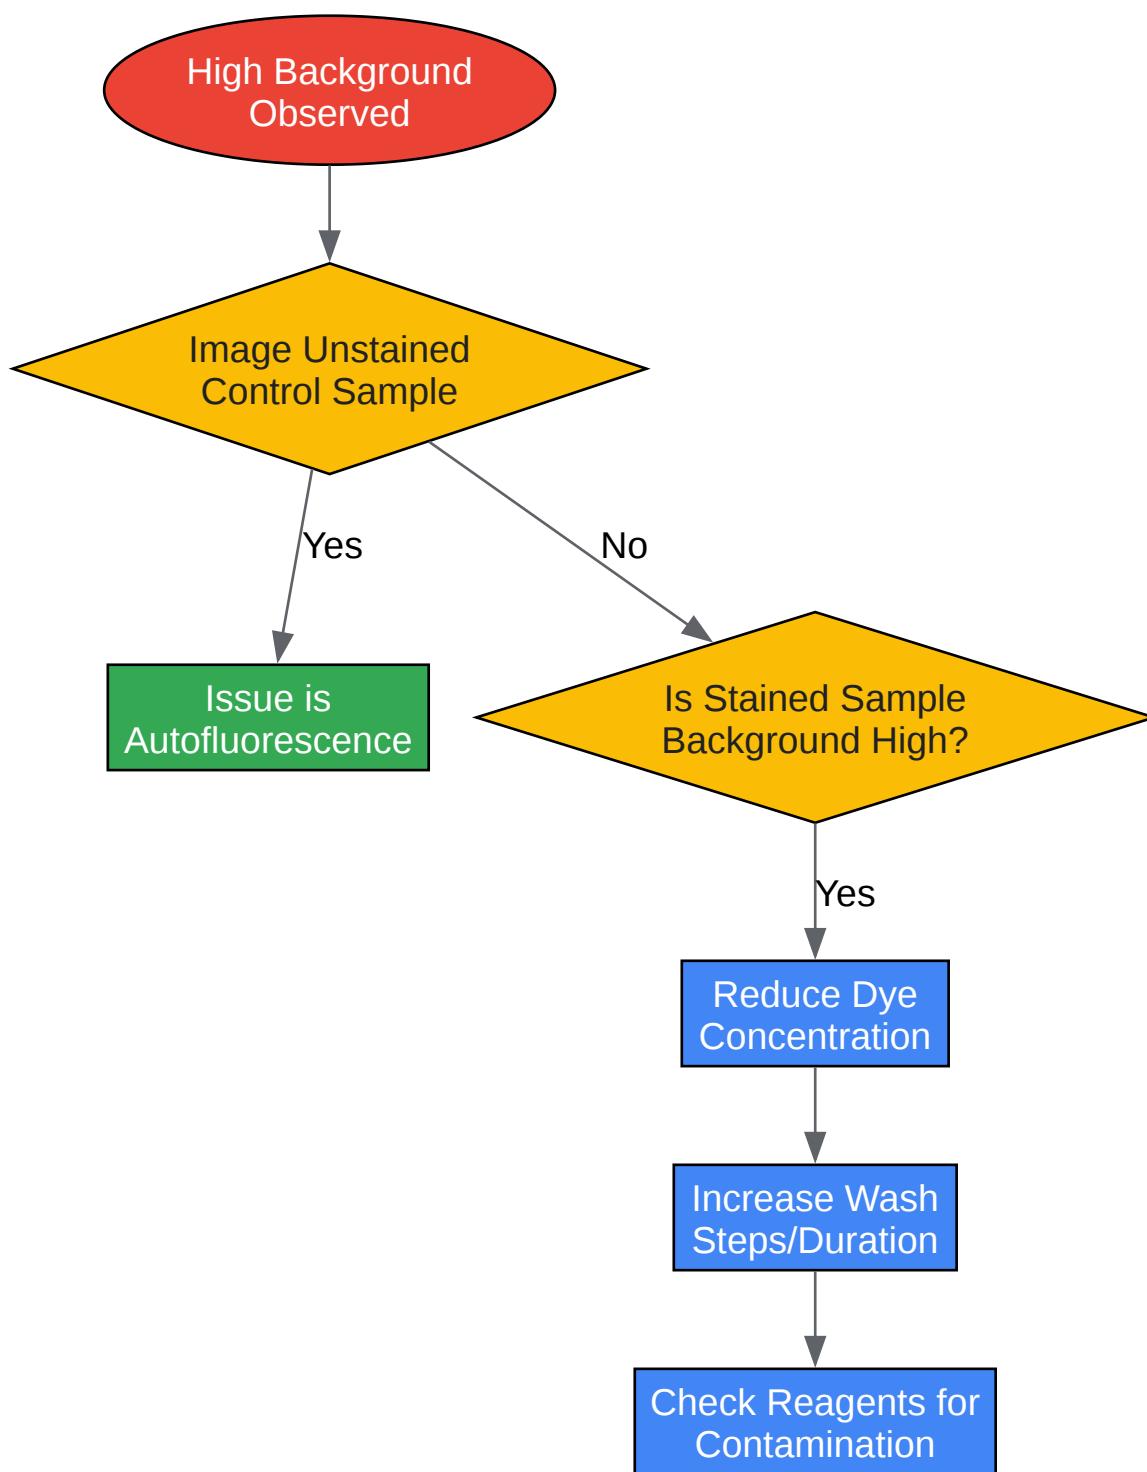 High Background
Observed
Image Unstained
Control Sample
Yes
No
Issue is
Autofluorescence
Is Stained Sample
Background High?
Yes
Reduce Dye
Concentration
Increase Wash
Steps/Duration
Check Reagents for
Contamination